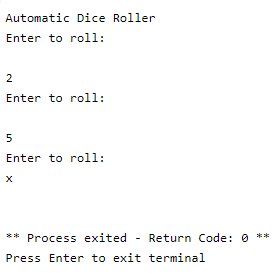 Automatic Dice Roller
Enter to roll:
2
Enter to roll:
5
Enter to roll:
x
** Process exited - Return Code: 0 **
Press Enter to exit terminal